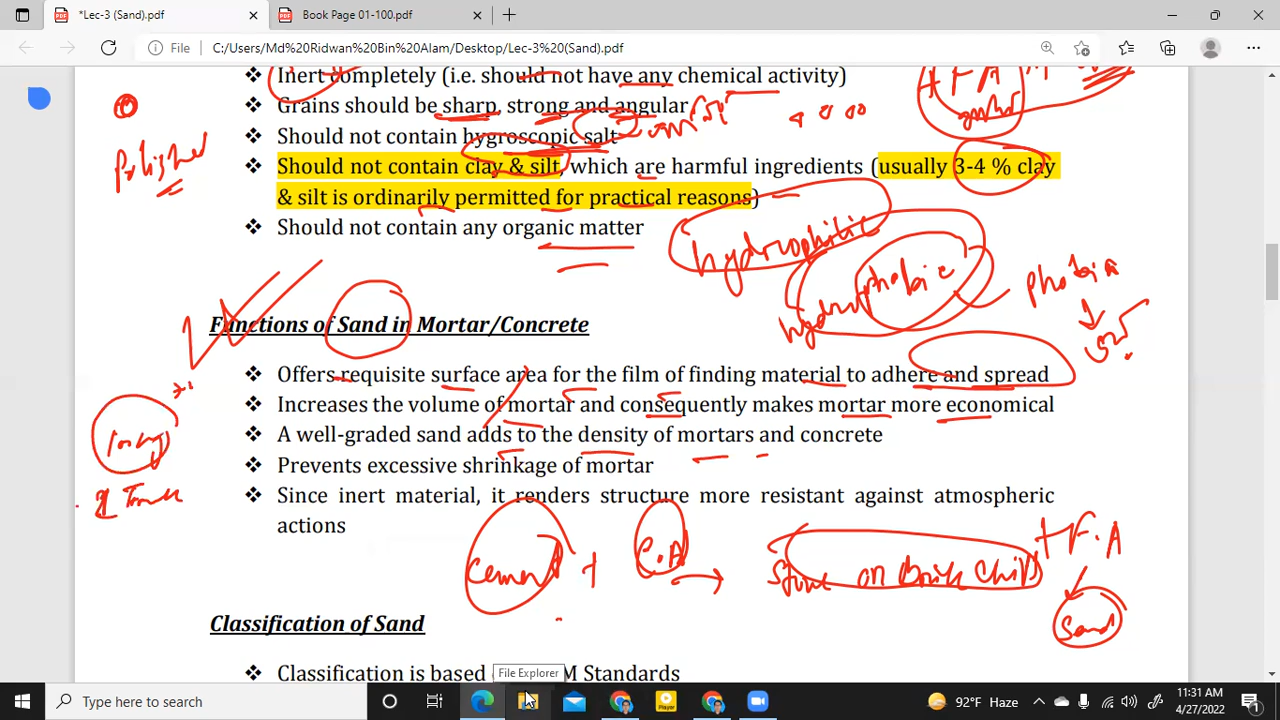 *Lec-3 (Sand).pdf
Book Page 01-100.pdf
File
C:/Users/Md%20Ridwan%20Bin%20Alam/Desktop/Lec-3%20(Sand).pdf
Inert completely (i.e. should not have any chemical activity)
+ F.A
Grains should be sharp, strong and angular
Should not contain hygroscopic salt
Polished
Should not contain clay & silt, which are harmful ingredients (usually 3-4 % clay
& silt is ordinarily permitted for practical reasons)
Should not contain any organic matter
hydrophilic
hydrophobic
phobia
Functions of Sand in Mortar/Concrete
Offers requisite surface area for the film of finding material to adhere and spread
Increases the volume of mortar and consequently makes mortar more economical
A well-graded sand adds to the density of mortars and concrete
Prevents excessive shrinkage of mortar
Since inert material, it renders structure more resistant against atmospheric
actions
Cement + C.A → Stone or Brick Chips + F.A
Sand
Classification of Sand
Classification is based
M Standards
File Explorer
Type here to search
Player
92°F Haze
11:31 AM
4/27/2022
1